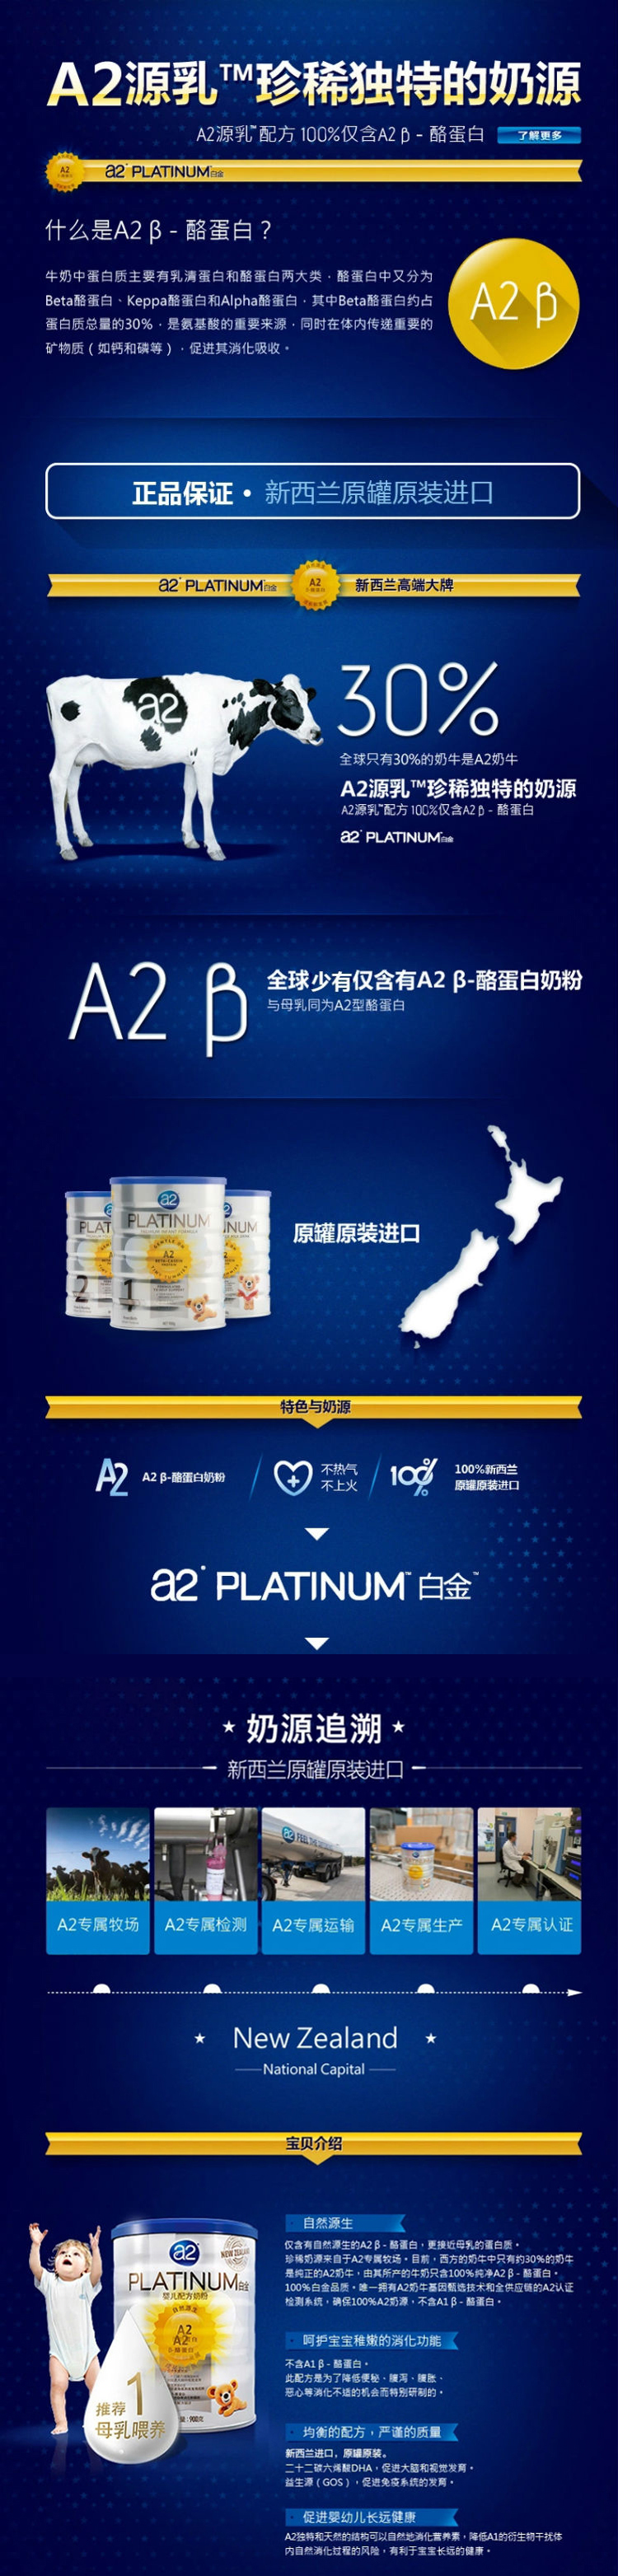 A2源乳™珍稀独特的奶源
A2源乳™配方 100%仅含A2 β - 酪蛋白
了解更多
A2
a2 PLATINUM 白金
什么是A2 β - 酪蛋白？
牛奶中蛋白质主要有乳清蛋白和酪蛋白两大类，酪蛋白中又分为
Beta酪蛋白、Keppa酪蛋白和Alpha酪蛋白，其中Beta酪蛋白约占
蛋白质总量的30%，是氨基酸的重要来源，同时在体内传递重要的
矿物质（如钙和磷等），促进其消化吸收。
A2 β
正品保证 • 新西兰原罐原装进口
a2 PLATINUM 白金
A2
新西兰高端大牌
a2
30%
全球只有30%的奶牛是A2奶牛
A2源乳™珍稀独特的奶源
A2源乳™配方 100%仅含A2 β - 酪蛋白
a2 PLATINUM 白金
A2 β
全球少有仅含有A2 β-酪蛋白奶粉
与母乳同为A2型酪蛋白
a2
PLATINUM
A2
1
2
原罐原装进口
特色与奶源
A2
A2 β-酪蛋白奶粉
不热气
不上火
100%
100%新西兰
原罐原装进口
a2 PLATINUM™ 白金™
★ 奶源追溯 ★
新西兰原罐原装进口
A2专属牧场
A2专属检测
A2专属运输
A2专属生产
A2专属认证
★ New Zealand ★
National Capital
宝贝介绍
a2
NEW ZEALAND
PLATINUM 白金
婴儿配方奶粉
1
推荐
母乳喂养
900克
自然源生
仅含有自然源生的A2 β - 酪蛋白，更接近母乳的蛋白质。
珍稀奶源来自于A2专属牧场。目前，西方的奶牛中只有约30%的奶牛
是纯正的A2奶牛，由其所产的牛奶只含100%纯净A2 β - 酪蛋白。
100%白金品质。唯一拥有A2奶牛基因甄选技术和全供应链的A2认证
检测系统，确保100%A2奶源，不含A1 β - 酪蛋白。
呵护宝宝稚嫩的消化功能
不含A1 β - 酪蛋白。
此配方是为了降低便秘、腹泻、腹胀、
恶心等消化不适的机会而特别研制的。
均衡的配方，严谨的质量
新西兰进口，原罐原装。
二十二碳六烯酸DHA，促进大脑和视觉发育。
益生源（GOS），促进免疫系统的发育。
促进婴幼儿长远健康
A2独特和天然的结构可以自然地消化营养素，降低A1的衍生物干扰体
内自然消化过程的风险，有利于宝宝长远的健康。